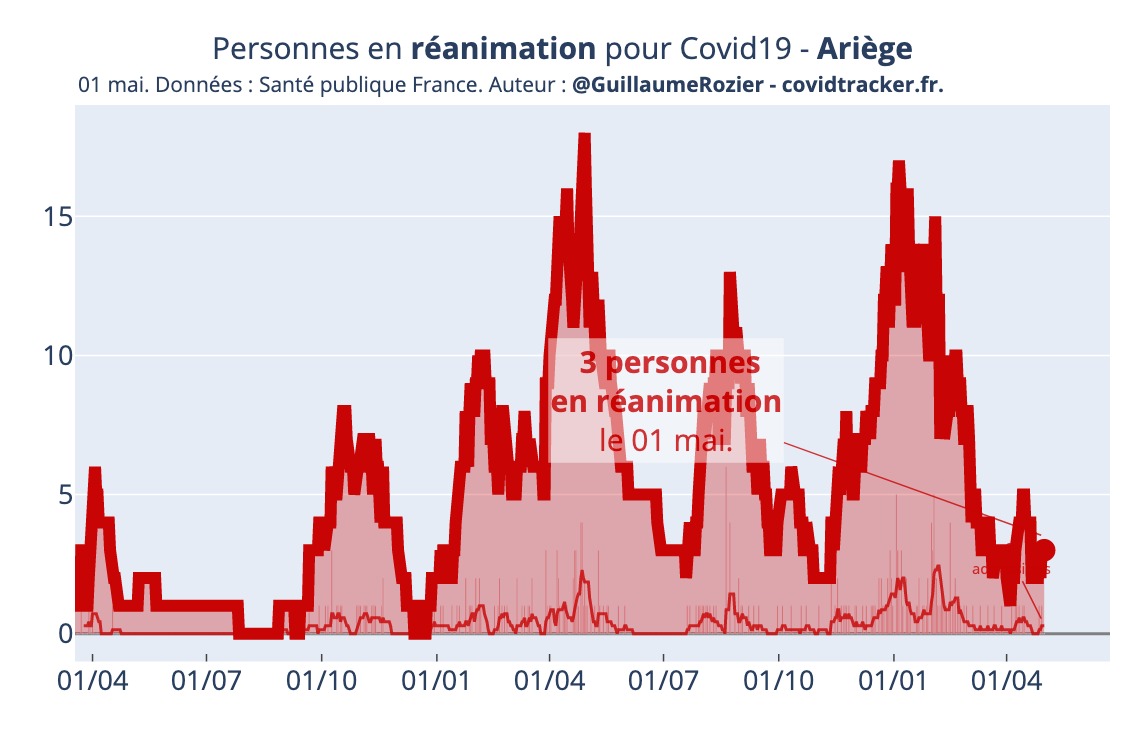 Personnes en réanimation pour Covid19 - Ariège
01 mai. Données : Santé publique France. Auteur : @GuillaumeRozier - covidtracker.fr.
15
10
5
0
3 personnes
en réanimation
le 01 mai.
01/04 01/07 01/10 01/01 01/04 01/07 01/10 01/01 01/04